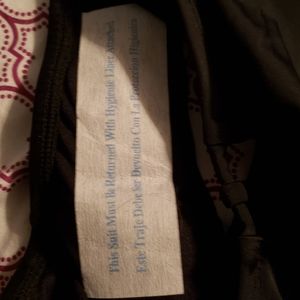 This Suit Must Be Returned With Hygienic Liner Attached
Este Traje Debe Ser Devuelto Con La Proteccion Higienica